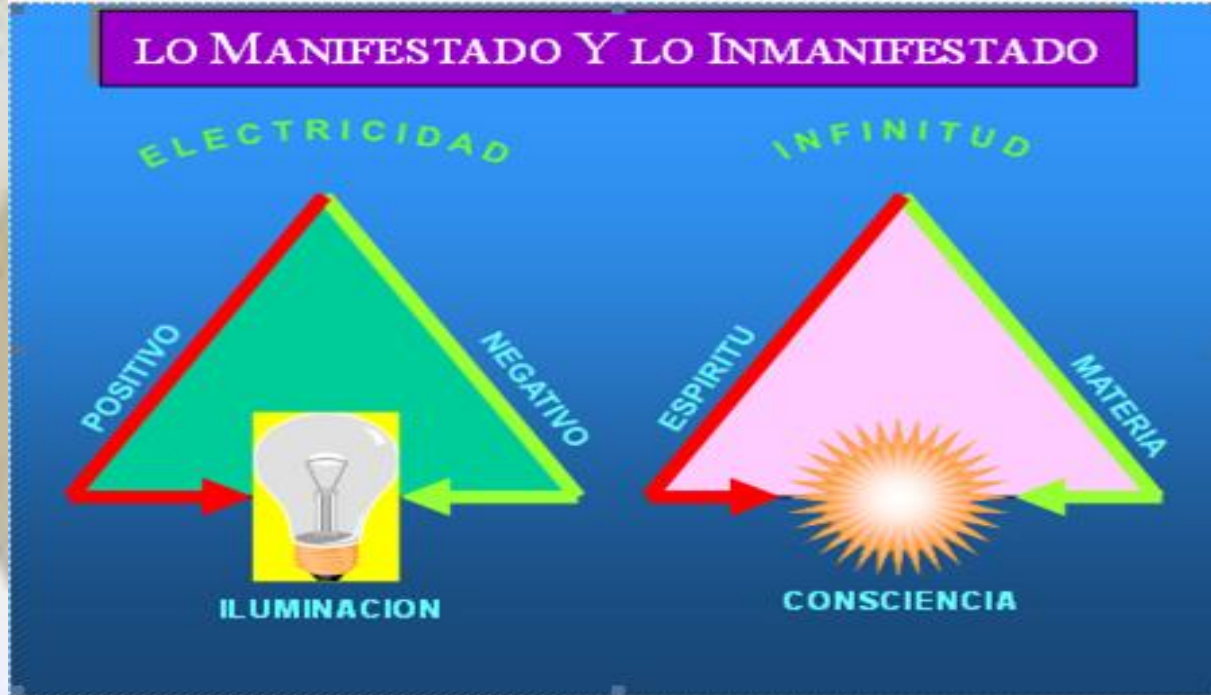 LO MANIFESTADO Y LO INMANIFESTADO
ELECTRICIDAD
INFINITUD
POSITIVO
NEGATIVO
ESPIRITU
MATERIA
ILUMINACION
CONSCIENCIA